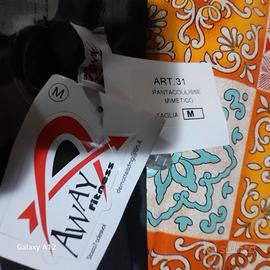 ART.31
PANTACOULISSE
MIMETICO
TAGLIA M
M
AWAY
fitness
Galaxy A12